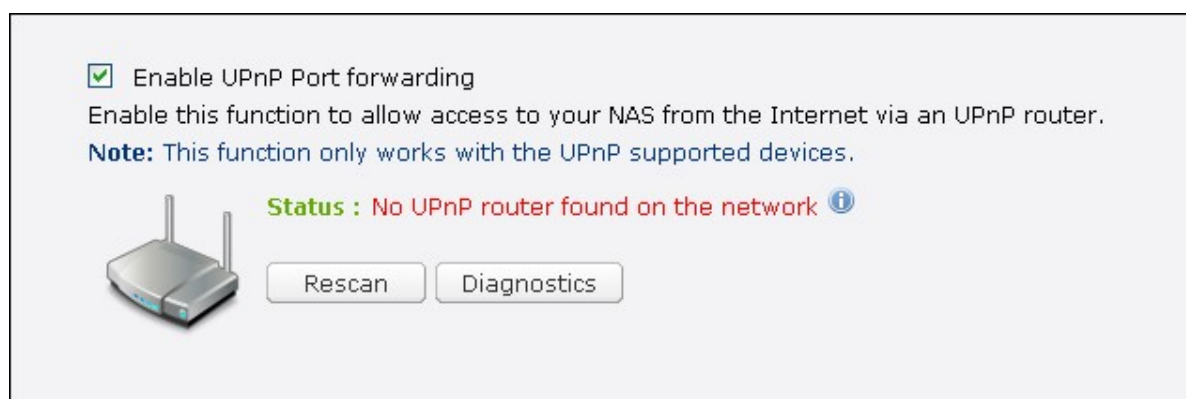 Enable UPnP Port forwarding
Enable this function to allow access to your NAS from the Internet via an UPnP router.
Note: This function only works with the UPnP supported devices.
Status : No UPnP router found on the network
Rescan Diagnostics